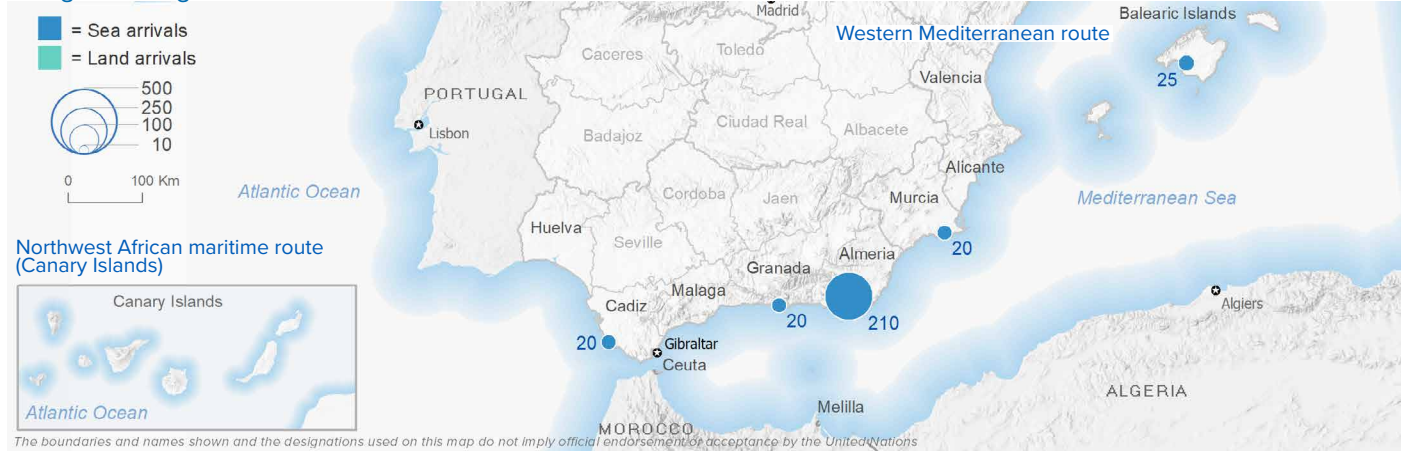 = Sea arrivals
= Land arrivals
500
250
100
10
0 100 Km
Madrid
Western Mediterranean route
Balearic Islands
25
Caceres
Toledo
Valencia
PORTUGAL
Lisbon
Badajoz
Ciudad Real
Albacete
Alicante
Atlantic Ocean
Cordoba
Jaen
Murcia
Mediterranean Sea
Huelva
Seville
20
Almeria
Granada
Northwest African maritime route
(Canary Islands)
Malaga
Cadiz
20
210
Algiers
Canary Islands
20
Gibraltar
Ceuta
ALGERIA
Melilla
Atlantic Ocean
MOROCCO
The boundaries and names shown and the designations used on this map do not imply official endorsement or acceptance by the United Nations